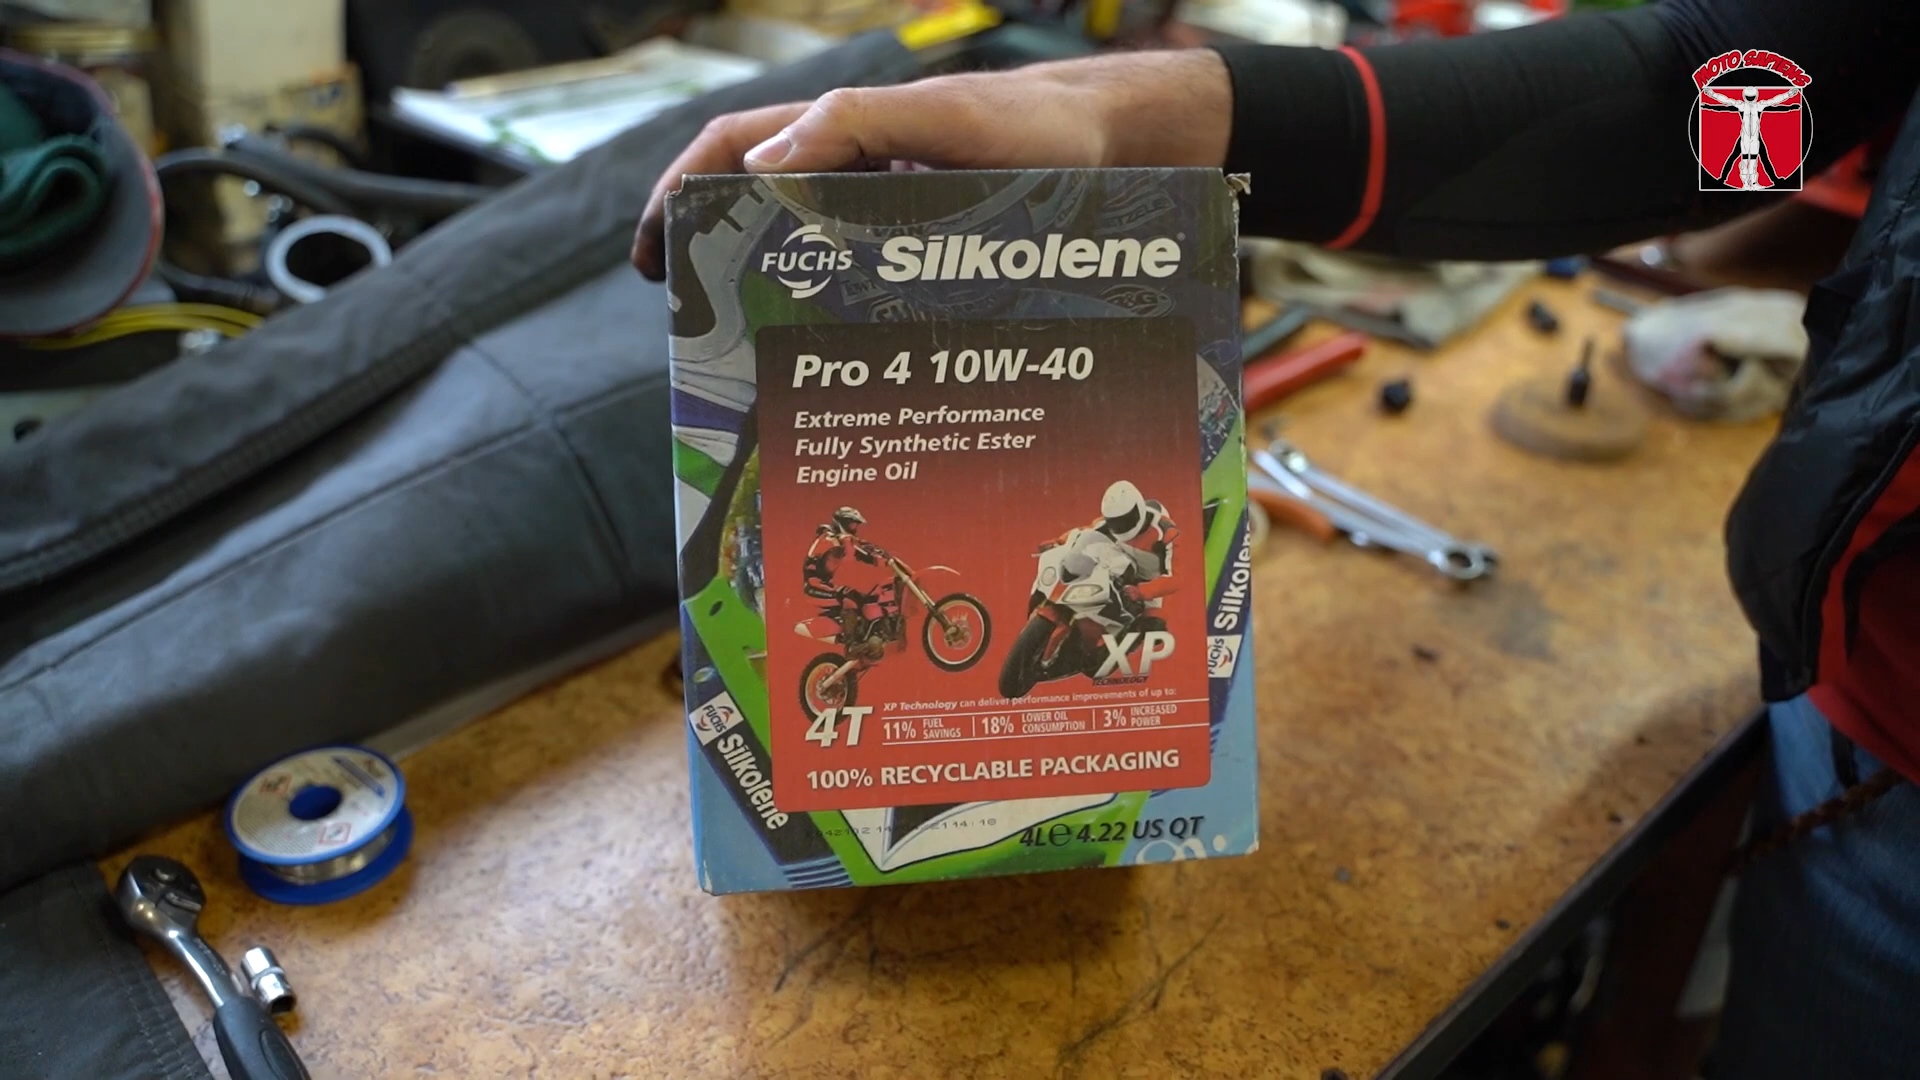 MOTO SAPIENS
FUCHS Silkolene
Pro 4 10W-40
Extreme Performance
Fully Synthetic Ester
Engine Oil
XP
TECHNOLOGY
XP Technology can deliver performance improvements of up to:
4T
11% FUEL SAVINGS
18% LOWER OIL CONSUMPTION
3% INCREASED POWER
100% RECYCLABLE PACKAGING
4L e 4.22 US QT
FUCHS Silkolene
FUCHS Silkolene
R&G